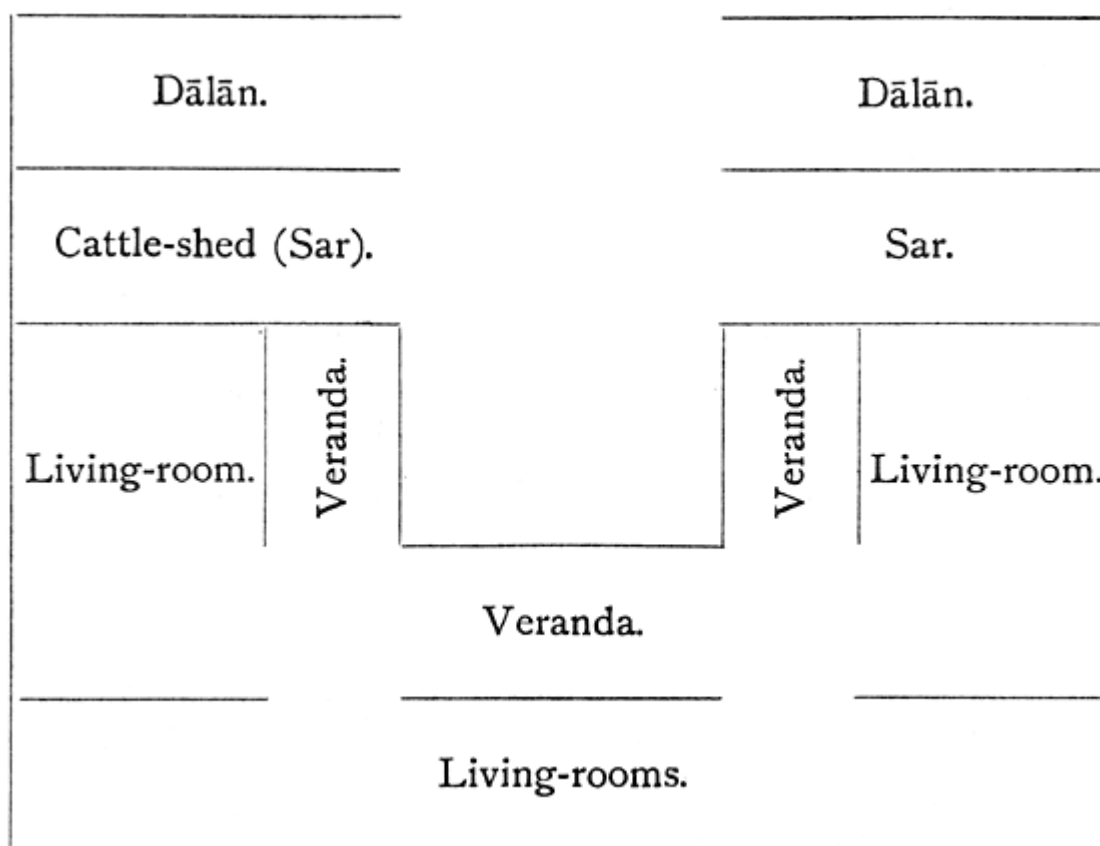 Dālān.
Dālān.
Cattle-shed (Sar).
Sar.
Living-room.
Veranda.
Veranda.
Living-room.
Veranda.
Living-rooms.